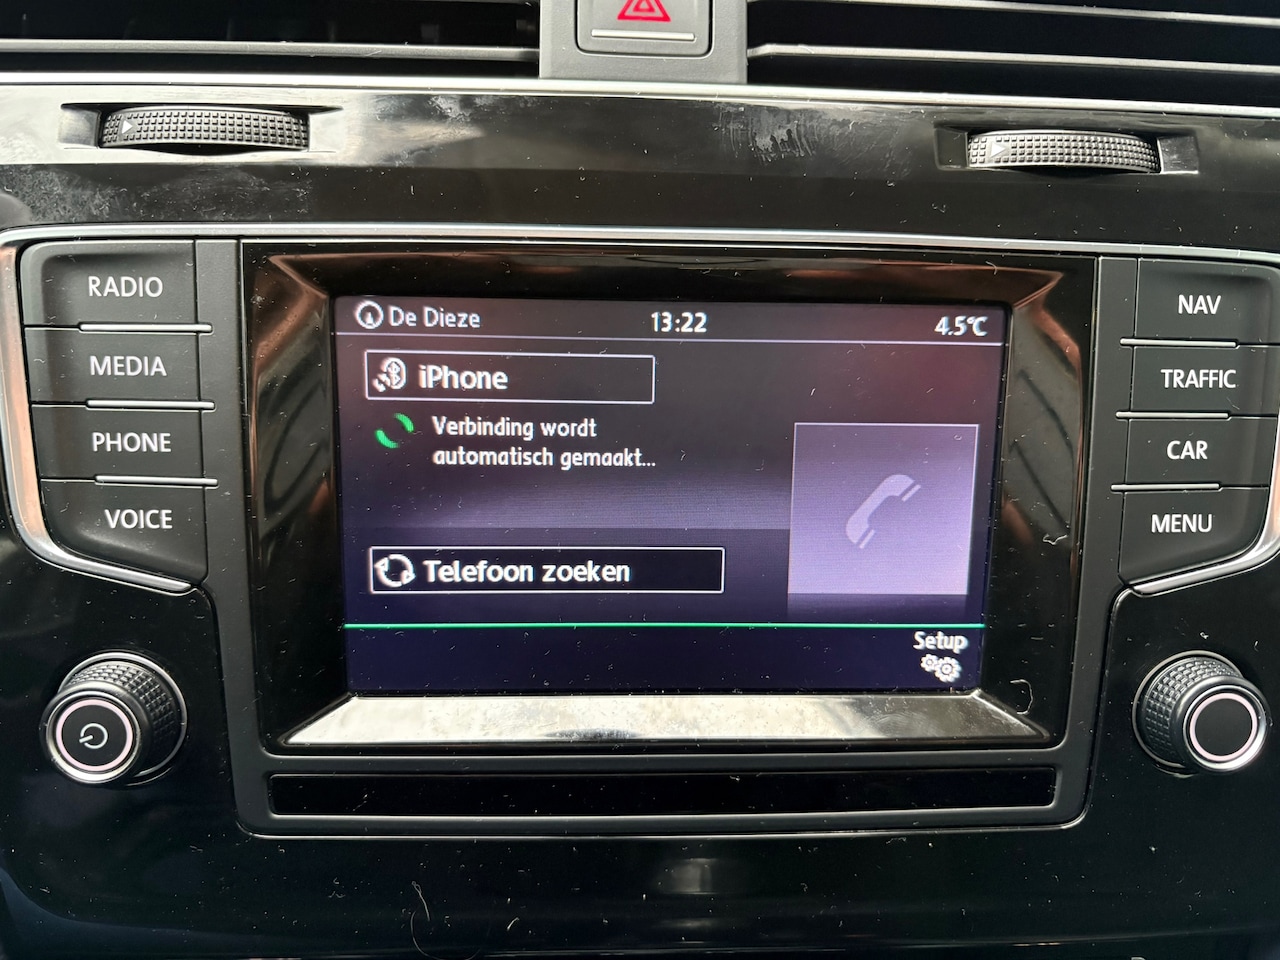 RADIO
MEDIA
PHONE
VOICE
De Dieze 13:22 4.5°C
iPhone
Verbinding wordt
automatisch gemaakt...
Telefoon zoeken
Setup
NAV
TRAFFIC
CAR
MENU